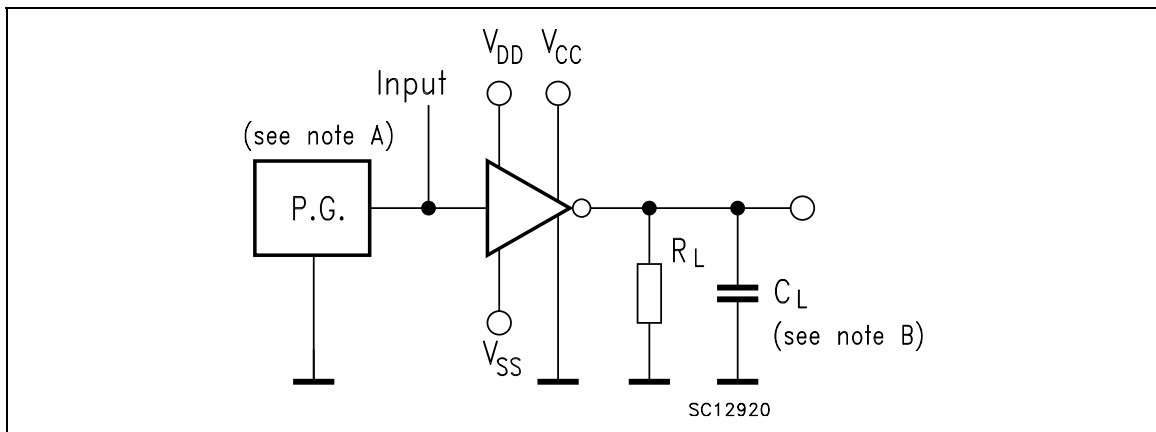 V_DD V_CC
Input
(see note A)
P.G.
R_L
C_L
(see note B)
V_SS
SC12920